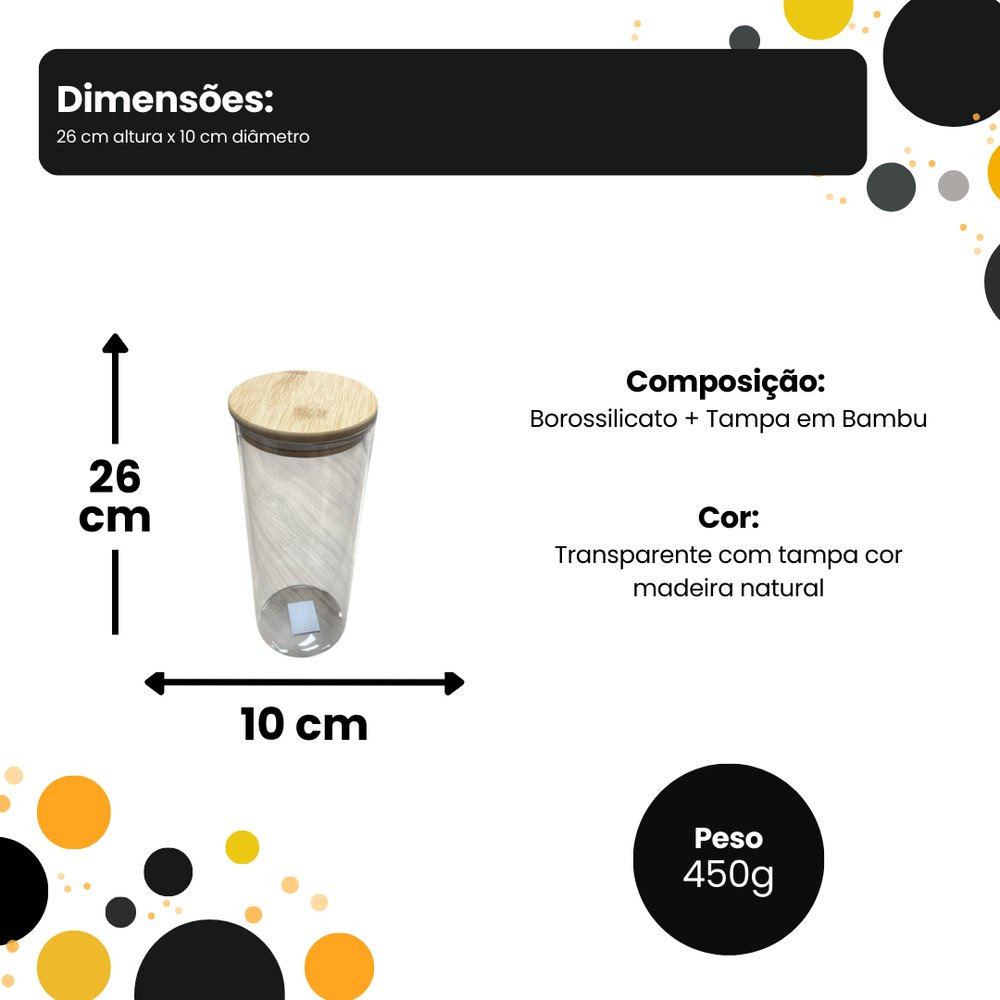 Dimensões:
26 cm altura x 10 cm diâmetro
26
cm
10 cm
Composição:
Borossilicato + Tampa em Bambu
Cor:
Transparente com tampa cor
madeira natural
Peso
450g